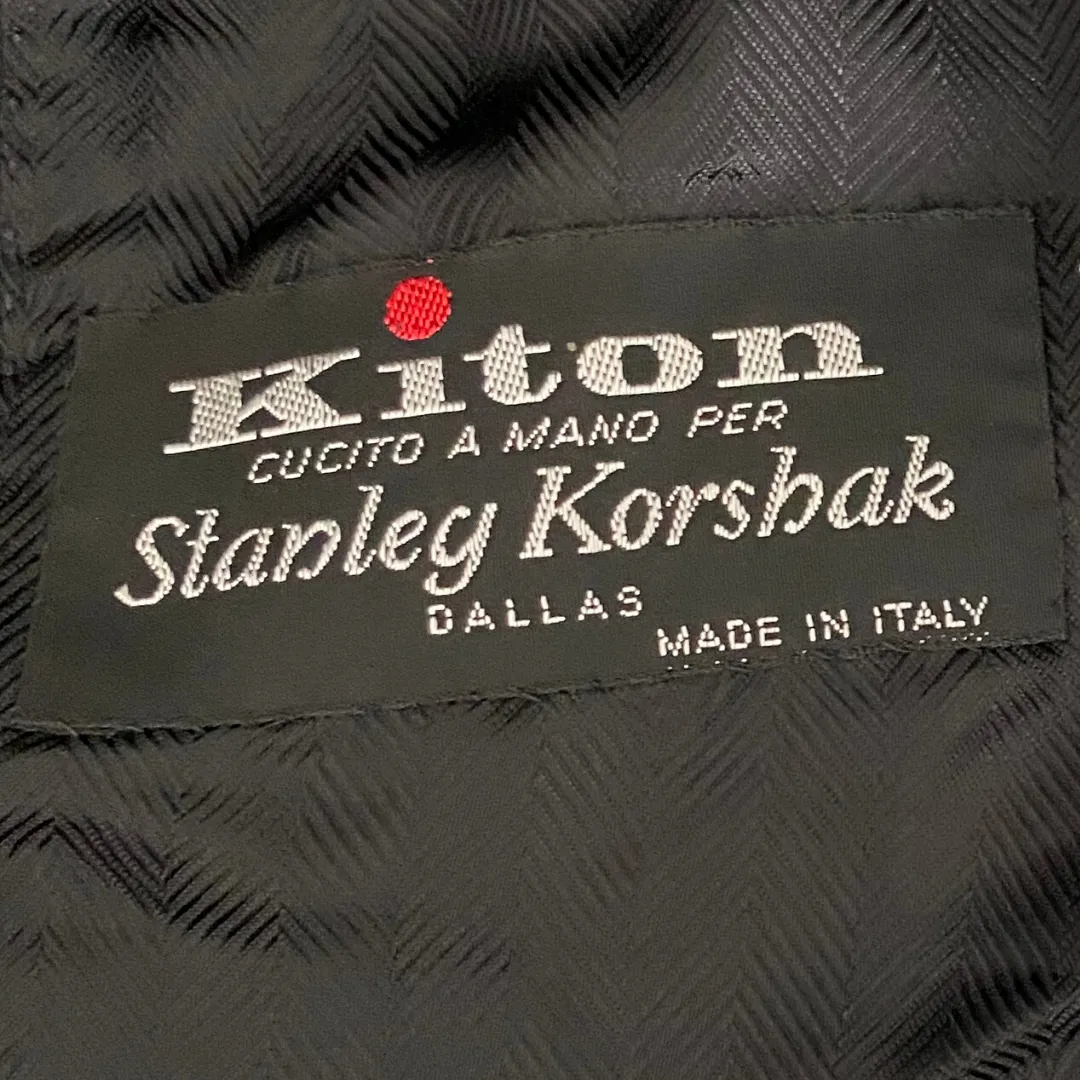 Kiton
CUCITO A MANO PER
Stanley Korshak
DALLAS
MADE IN ITALY